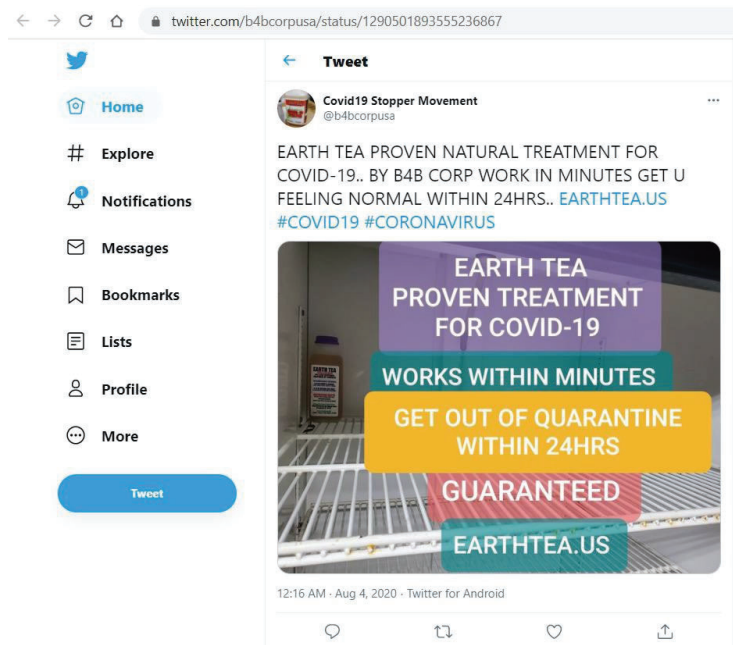 twitter.com/b4bcorpusa/status/1290501893555236867
Tweet
Home
Explore
1
Notifications
Messages
Bookmarks
Lists
Profile
More
Tweet
Covid19 Stopper Movement
@b4bcorpusa
EARTH TEA PROVEN NATURAL TREATMENT FOR
COVID-19.. BY B4B CORP WORK IN MINUTES GET U
FEELING NORMAL WITHIN 24HRS.. EARTHTEA.US
#COVID19 #CORONAVIRUS
EARTH TEA
PROVEN TREATMENT
FOR COVID-19
WORKS WITHIN MINUTES
GET OUT OF QUARANTINE
WITHIN 24HRS
GUARANTEED
EARTHTEA.US
EARTH TEA
12:16 AM · Aug 4, 2020 · Twitter for Android